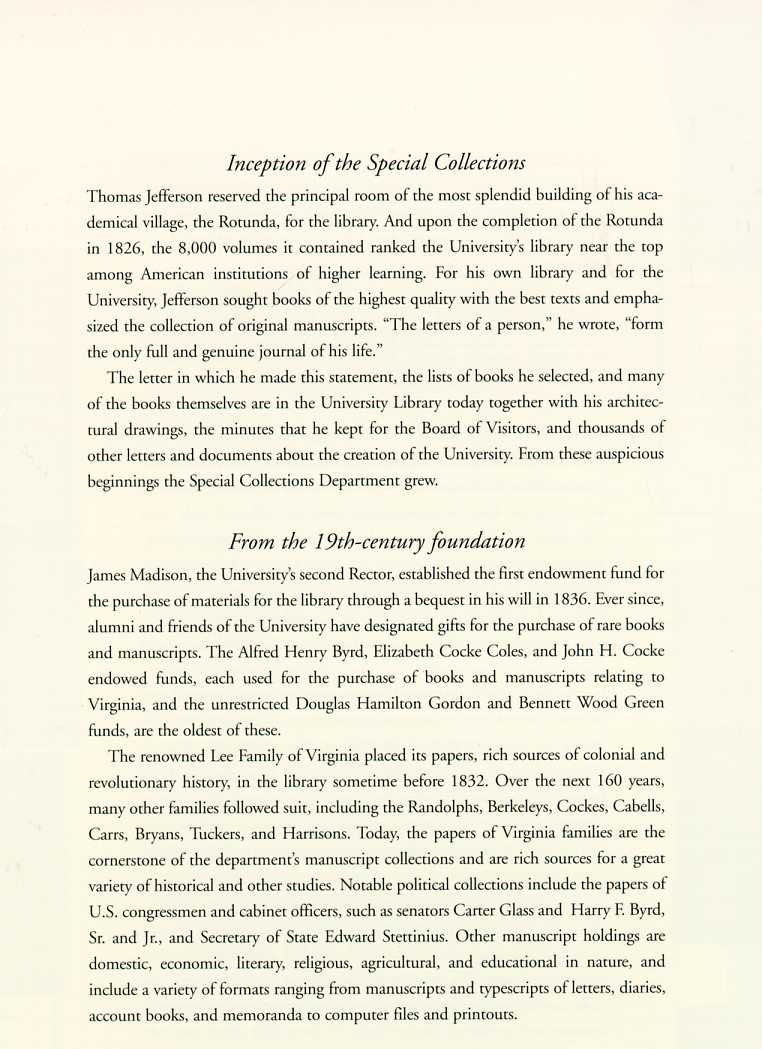 Inception of the Special Collections
Thomas Jefferson reserved the principal room of the most splendid building of his aca-
demical village, the Rotunda, for the library. And upon the completion of the Rotunda
in 1826, the 8,000 volumes it contained ranked the University's library near the top
among American institutions of higher learning. For his own library and for the
University, Jefferson sought books of the highest quality with the best texts and empha-
sized the collection of original manuscripts. “The letters of a person,” he wrote, “form
the only full and genuine journal of his life.”
The letter in which he made this statement, the lists of books he selected, and many
of the books themselves are in the University Library today together with his architec-
tural drawings, the minutes that he kept for the Board of Visitors, and thousands of
other letters and documents about the creation of the University. From these auspicious
beginnings the Special Collections Department grew.
From the 19th-century foundation
James Madison, the University's second Rector, established the first endowment fund for
the purchase of materials for the library through a bequest in his will in 1836. Ever since,
alumni and friends of the University have designated gifts for the purchase of rare books
and manuscripts. The Alfred Henry Byrd, Elizabeth Cocke Coles, and John H. Cocke
endowed funds, each used for the purchase of books and manuscripts relating to
Virginia, and the unrestricted Douglas Hamilton Gordon and Bennett Wood Green
funds, are the oldest of these.
The renowned Lee Family of Virginia placed its papers, rich sources of colonial and
revolutionary history, in the library sometime before 1832. Over the next 160 years,
many other families followed suit, including the Randolphs, Berkeleys, Cockes, Cabells,
Carrs, Bryans, Tuckers, and Harrisons. Today, the papers of Virginia families are the
cornerstone of the department's manuscript collections and are rich sources for a great
variety of historical and other studies. Notable political collections include the papers of
U.S. congressmen and cabinet officers, such as senators Carter Glass and Harry F. Byrd,
Sr. and Jr., and Secretary of State Edward Stettinius. Other manuscript holdings are
domestic, economic, literary, religious, agricultural, and educational in nature, and
include a variety of formats ranging from manuscripts and typescripts of letters, diaries,
account books, and memoranda to computer files and printouts.